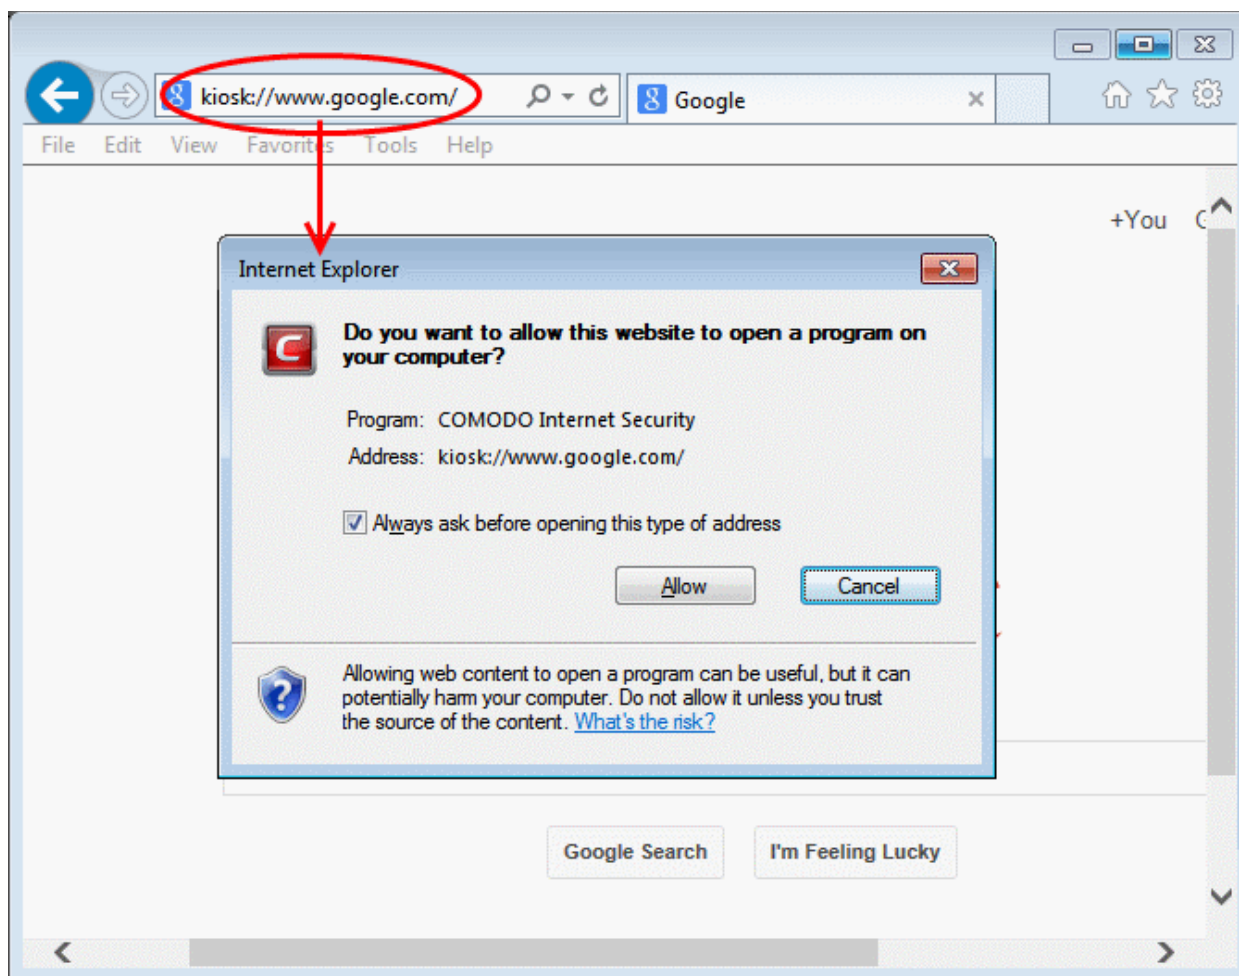 kiosk://www.google.com/
Google
File Edit View Favorites Tools Help
+You
Internet Explorer
Do you want to allow this website to open a program on
your computer?
Program: COMODO Internet Security
Address: kiosk://www.google.com/
Always ask before opening this type of address
Allow Cancel
Allowing web content to open a program can be useful, but it can
potentially harm your computer. Do not allow it unless you trust
the source of the content. What's the risk?
Google Search I'm Feeling Lucky